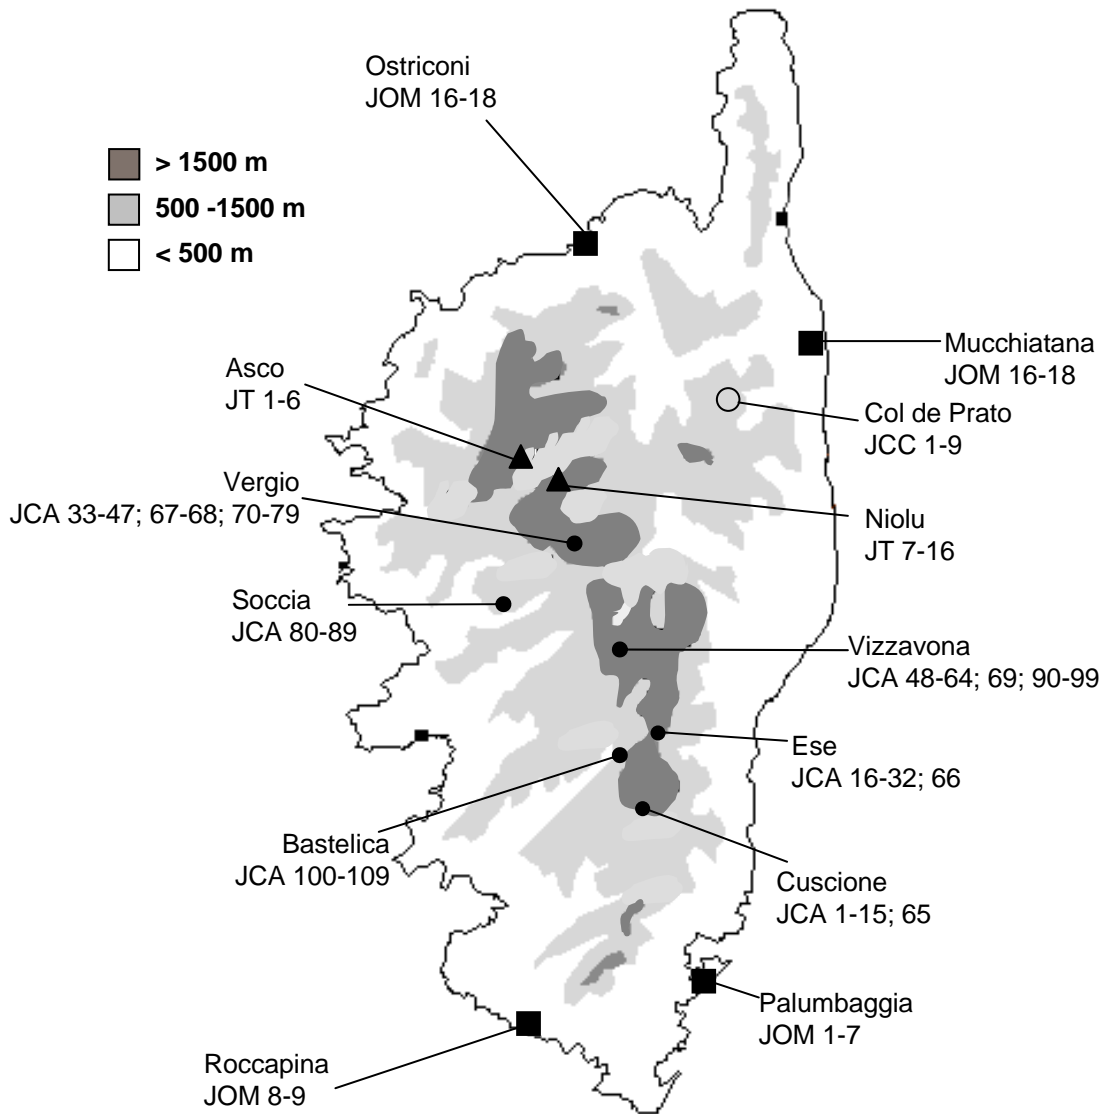 Ostriconi
JOM 16-18
> 1500 m
500 -1500 m
< 500 m
Mucchiatana
JOM 16-18
Asco
JT 1-6
Col de Prato
JCC 1-9
Vergio
JCA 33-47; 67-68; 70-79
Niolu
JT 7-16
Soccia
JCA 80-89
Vizzavona
JCA 48-64; 69; 90-99
Ese
JCA 16-32; 66
Bastelica
JCA 100-109
Cuscione
JCA 1-15; 65
Palumbaggia
JOM 1-7
Roccapina
JOM 8-9